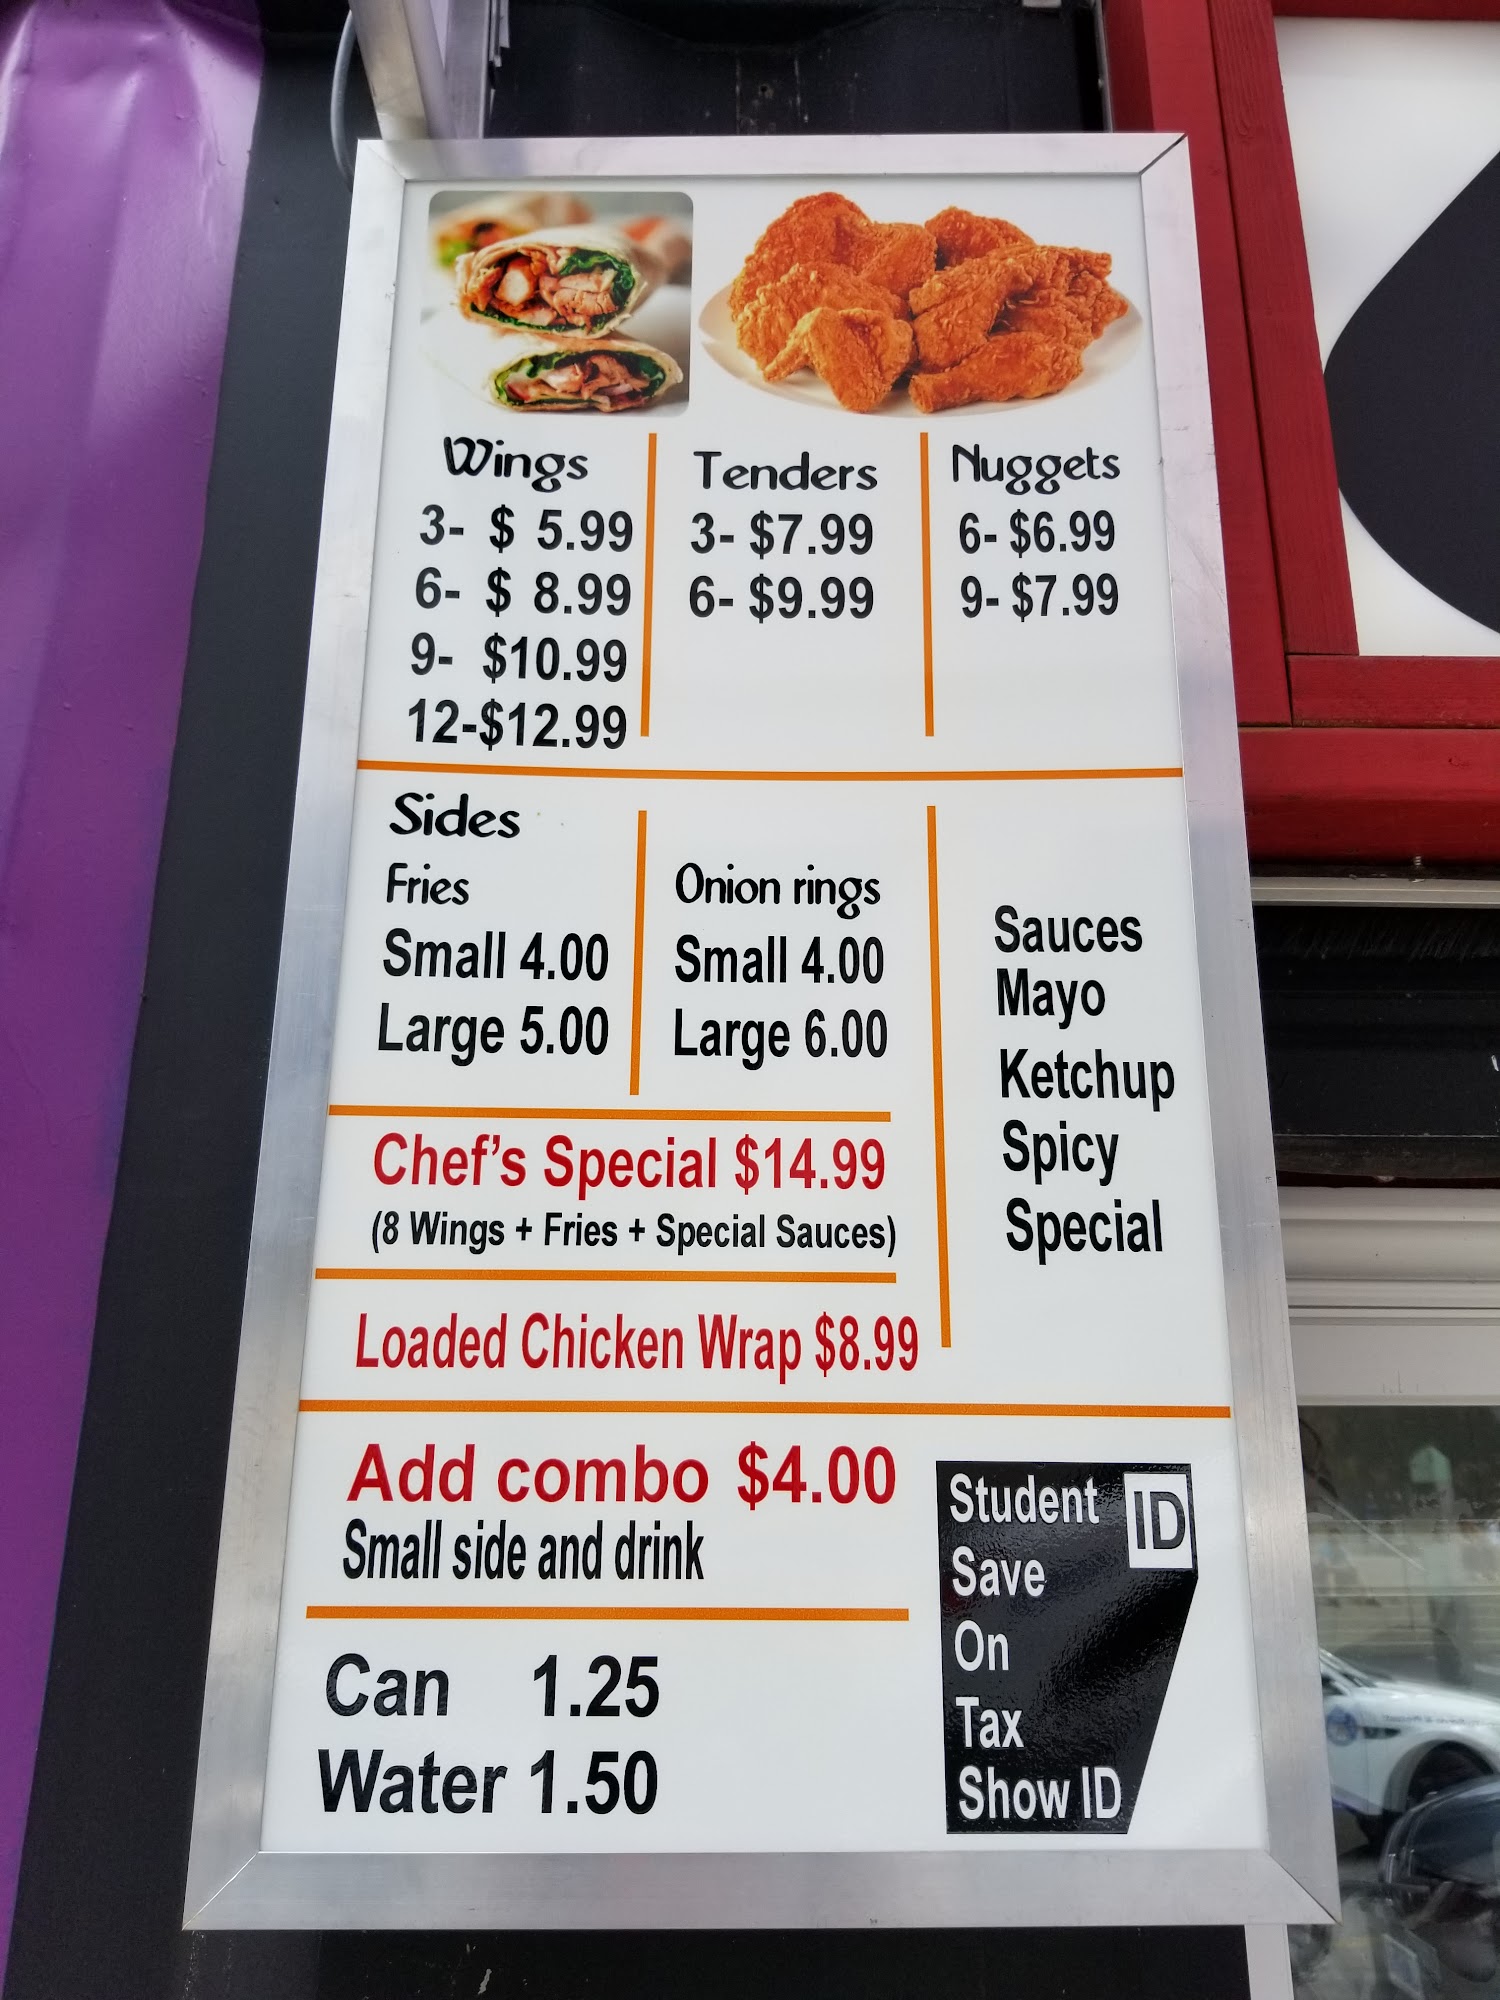 Wings
3- $ 5.99
6- $ 8.99
9- $10.99
12-$12.99
Tenders
3- $7.99
6- $9.99
Nuggets
6- $6.99
9- $7.99
Sides
Fries
Small 4.00
Large 5.00
Onion rings
Small 4.00
Large 6.00
Sauces
Mayo
Ketchup
Spicy
Special
Chef's Special $14.99
(8 Wings + Fries + Special Sauces)
Loaded Chicken Wrap $8.99
Add combo $4.00
Small side and drink
Can 1.25
Water 1.50
Student ID
Save
On
Tax
Show ID